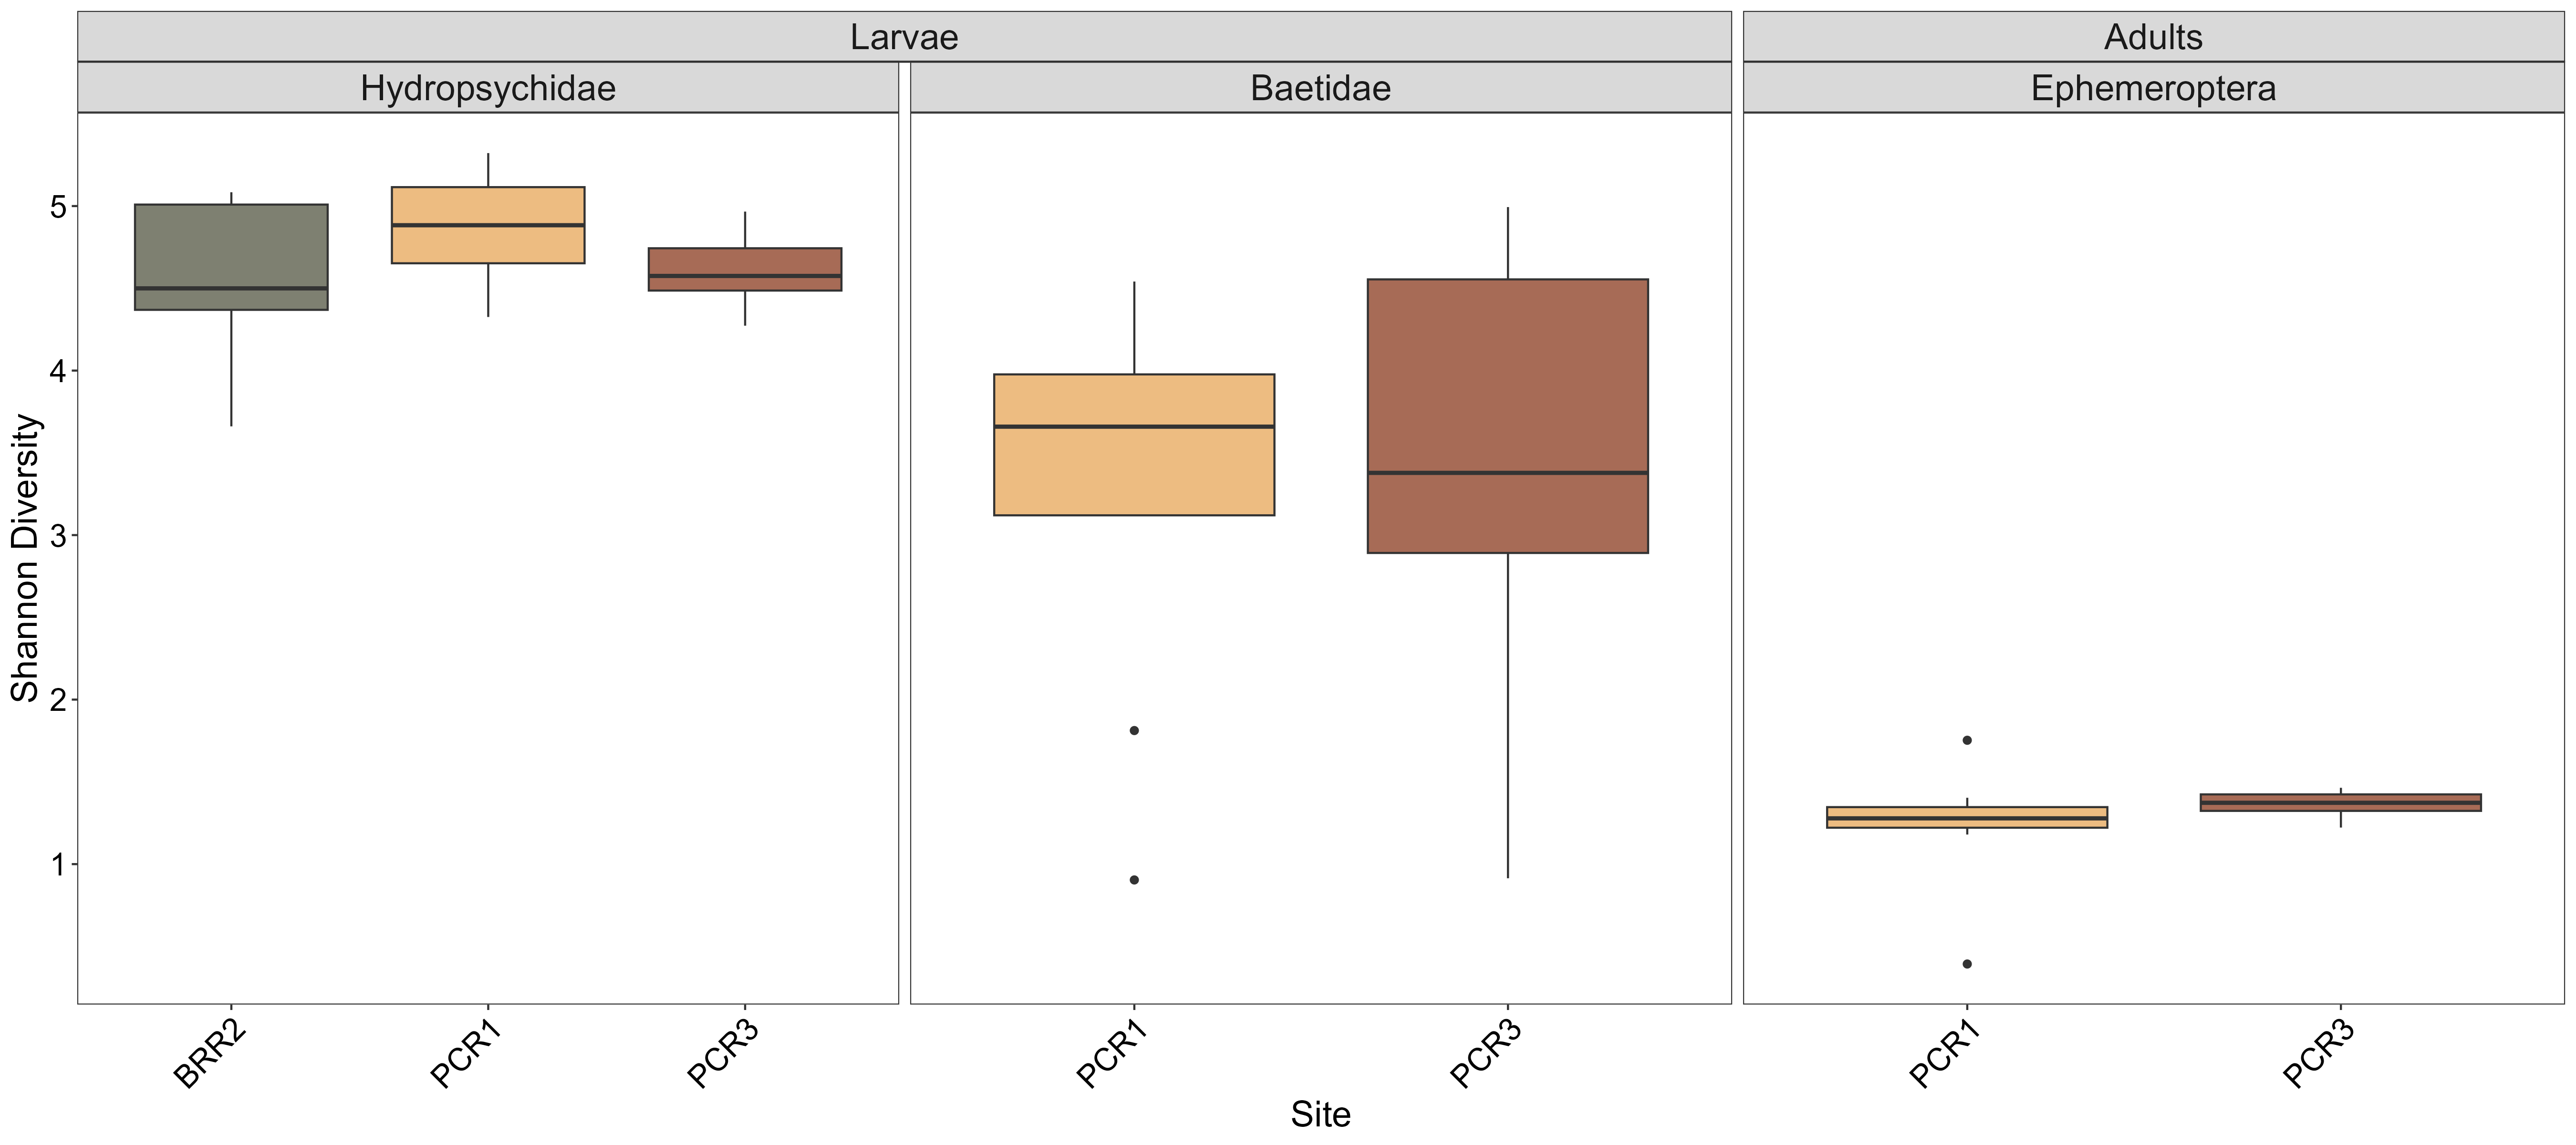 Larvae
Adults
Hydropsychidae
Baetidae
Ephemeroptera
Shannon Diversity
5
4
3
2
1
BRR2
PCR1
PCR3
PCR1
PCR3
PCR1
PCR3
Site